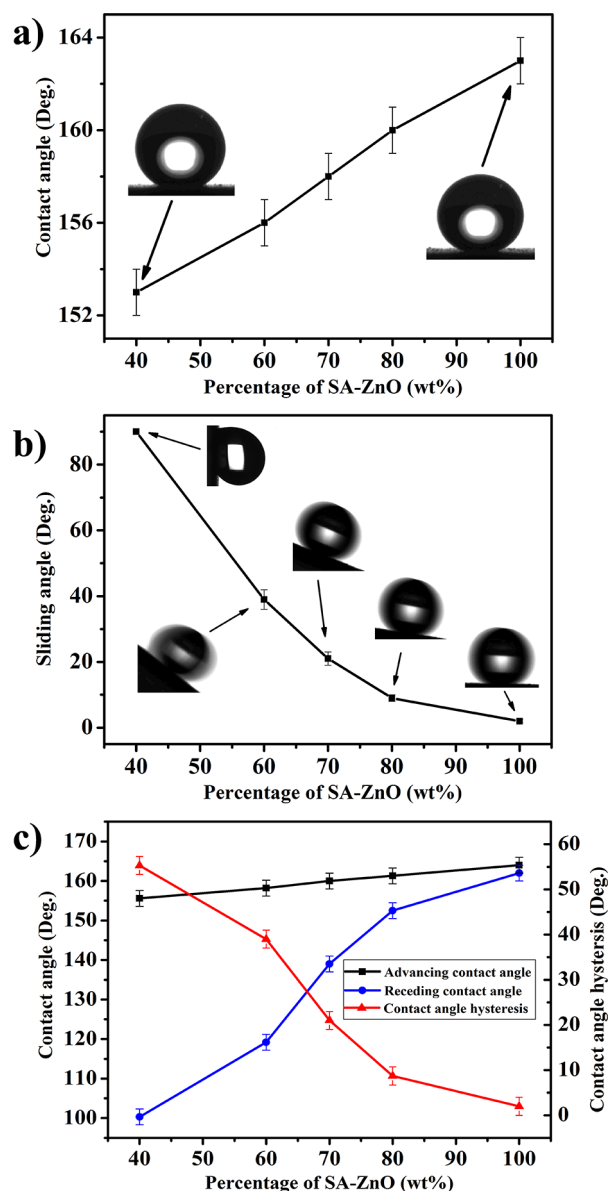 a)
Contact angle (Deg.)
164
160
156
152
40 50 60 70 80 90 100
Percentage of SA-ZnO (wt%)
b)
Sliding angle (Deg.)
80
60
40
20
0
40 50 60 70 80 90 100
Percentage of SA-ZnO (wt%)
c)
Contact angle (Deg.)
170
160
150
140
130
120
110
100
Advancing contact angle
Receding contact angle
Contact angle hysteresis
60
50
40
30
20
10
0
Contact angle hystersis (Deg.)
40 50 60 70 80 90 100
Percentage of SA-ZnO (wt%)